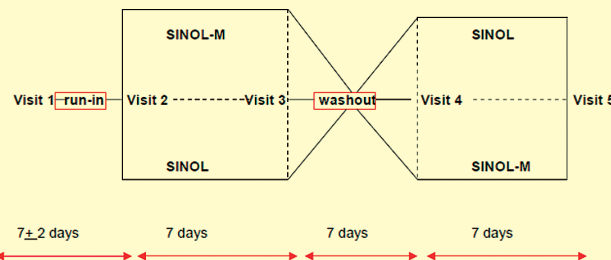 SINOL-M
SINOL
Visit 1 run-in Visit 2 Visit 3 washout Visit 4 Visit 5
SINOL
SINOL-M
7+ 2 days
7 days
7 days
7 days